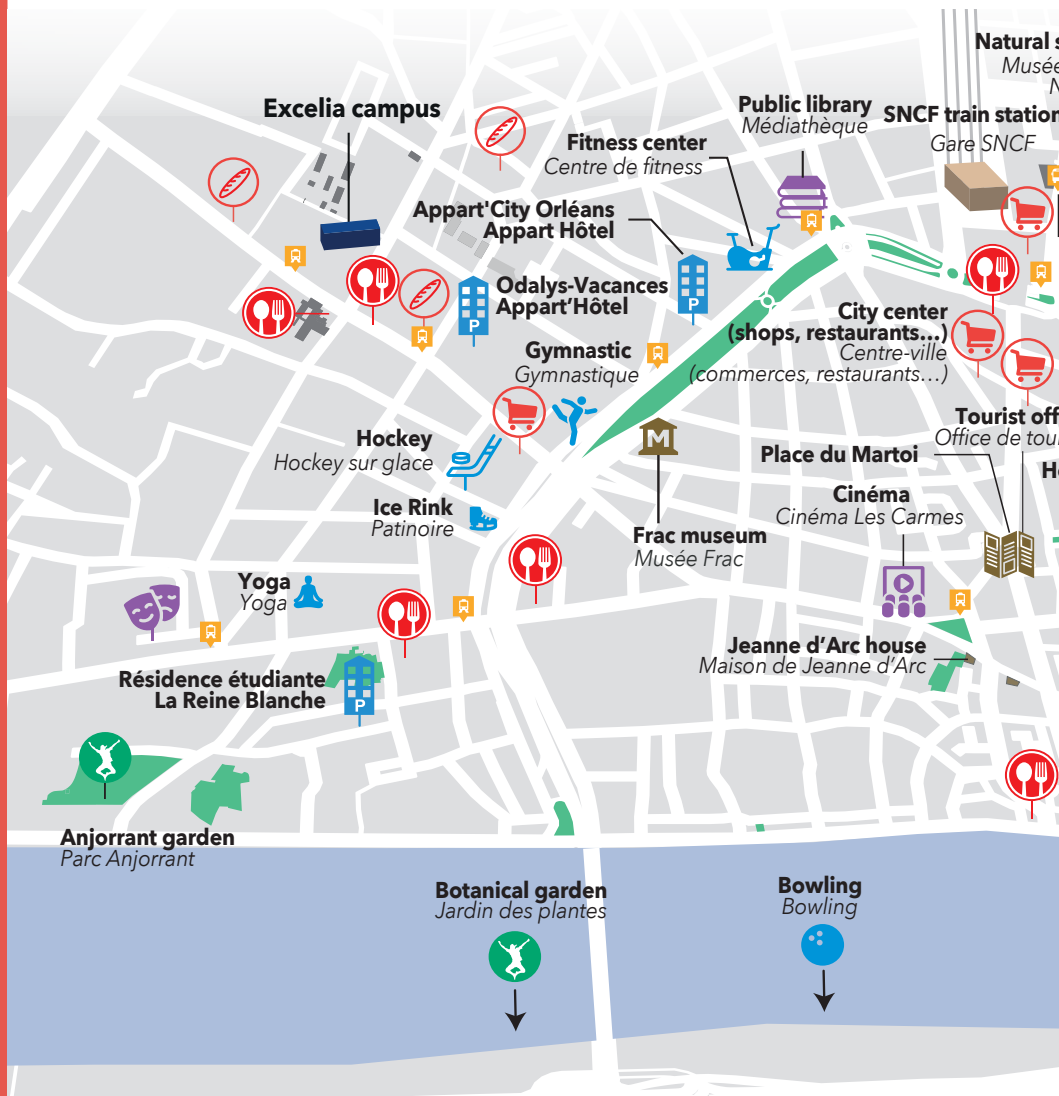 Natural
Musée
N
Excelia campus
Public library
Médiathèque
SNCF train station
Gare SNCF
Fitness center
Centre de fitness
Appart'City Orléans
Appart Hôtel
Odalys-Vacances
Appart'Hôtel
P
P
City center
(shops, restaurants...)
Centre-ville
(commerces, restaurants...)
Gymnastic
Gymnastique
Tourist off
Office de tour
Hockey
Hockey sur glace
M
Place du Martoi
Ho
Cinéma
Cinéma Les Carmes
Ice Rink
Patinoire
Frac museum
Musée Frac
Yoga
Yoga
Jeanne d'Arc house
Maison de Jeanne d'Arc
Résidence étudiante
La Reine Blanche
P
Anjorrant garden
Parc Anjorrant
Botanical garden
Jardin des plantes
Bowling
Bowling